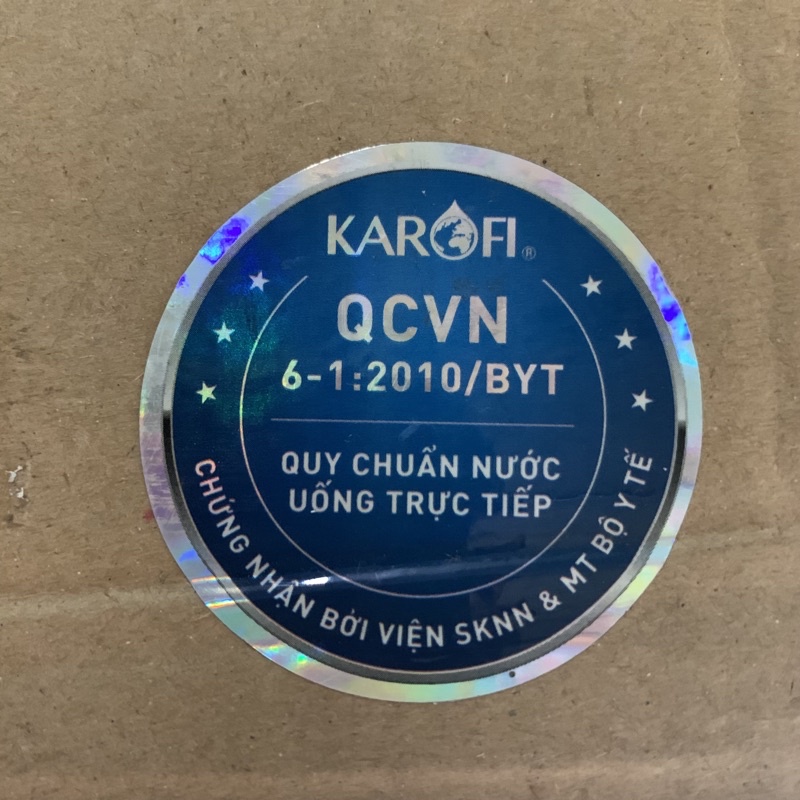 KAROFI®
QCVN
6-1:2010/BYT
QUY CHUẨN NƯỚC
UỐNG TRỰC TIẾP
CHỨNG NHẬN BỞI VIỆN SKNN & MT BỘ Y TẾ